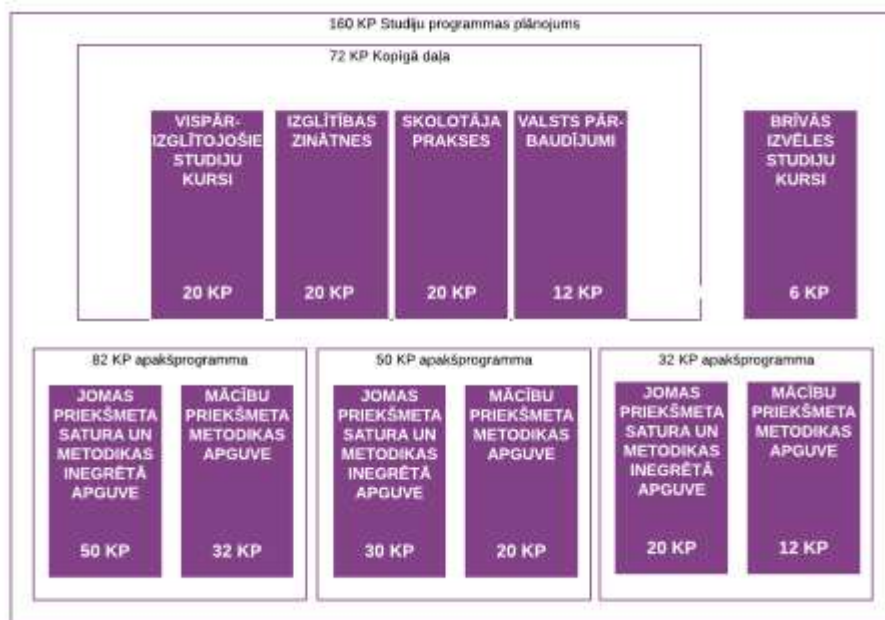 160 KP Studiju programmas plānojums
72 KP Kopīgā daļa
VISPĀR-
IZGLĪTOJOŠIE
STUDIJU
KURSI
20 KP
IZGLĪTĪBAS
ZINĀTNES
20 KP
SKOLOTĀJA
PRAKSES
20 KP
VALSTS PĀR-
BAUDĪJUMI
12 KP
BRĪVĀS
IZVĒLES
STUDIJU
KURSI
6 KP
82 KP apakšprogramma
JOMAS
PRIEKŠMETA
SATURA UN
METODIKAS
INEGRĒTĀ
APGUVE
50 KP
MĀCĪBU
PRIEKŠMETA
METODIKAS
APGUVE
32 KP
50 KP apakšprogramma
JOMAS
PRIEKŠMETA
SATURA UN
METODIKAS
INEGRĒTĀ
APGUVE
30 KP
MĀCĪBU
PRIEKŠMETA
METODIKAS
APGUVE
20 KP
32 KP apakšprogramma
JOMAS
PRIEKŠMETA
SATURA UN
METODIKAS
INEGRĒTĀ
APGUVE
20 KP
MĀCĪBU
PRIEKŠMETA
METODIKAS
APGUVE
12 KP